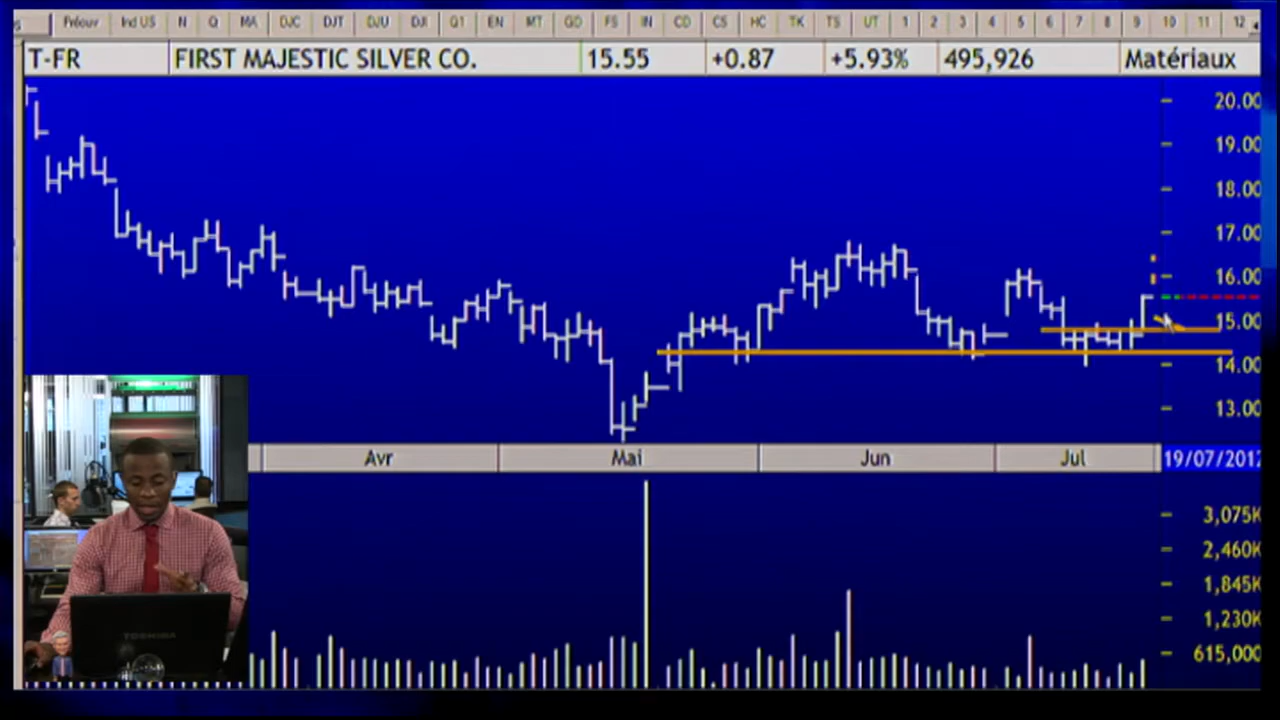 s Préouv Ind US N Q MA DJC DJT DJU DJI Q1 EN MT GD FS IN CD CS HC TK TS UT 1 2 3 4 5 6 7 8 9 10 11 12
T-FR FIRST MAJESTIC SILVER CO. 15.55 +0.87 +5.93% 495,926 Matériaux
20.00
19.00
18.00
17.00
16.00
15.00
14.00
13.00
Avr Mai Jun Jul 19/07/2012
3,075K
2,460K
1,845K
1,230K
615,000
TOSHIBA